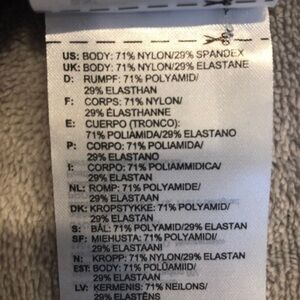 US: BODY: 71% NYLON/29% SPANDEX
UK: BODY: 71% NYLON/29% ELASTANE
D: RUMPF: 71% POLYAMID/
29% ELASTHAN
F: CORPS: 71% NYLON/
29% ÉLASTHANNE
E: CUERPO (TRONCO):
71% POLIAMIDA/29% ELASTANO
P: CORPO: 71% POLIAMIDA/
29% ELASTANO
I: CORPO: 71% POLIAMMIDICA/
29% ELASTAN
NL: ROMP: 71% POLYAMIDE/
29% ELASTAAN
DK: KROPSTYKKE: 71% POLYAMID/
29% ELASTAN
S: BÅL: 71% POLYAMID/29% ELASTAN
SF: MIEHUSTA: 71% POLYAMIDI/
29% ELASTAANI
N: KROPP: 71% NYLON/29% ELASTAN
EST: BODY: 71% POLÜAMIID/
29% ELASTAAN
LV: KERMENIS: 71% NEILONS/
29% ELASTĒNS